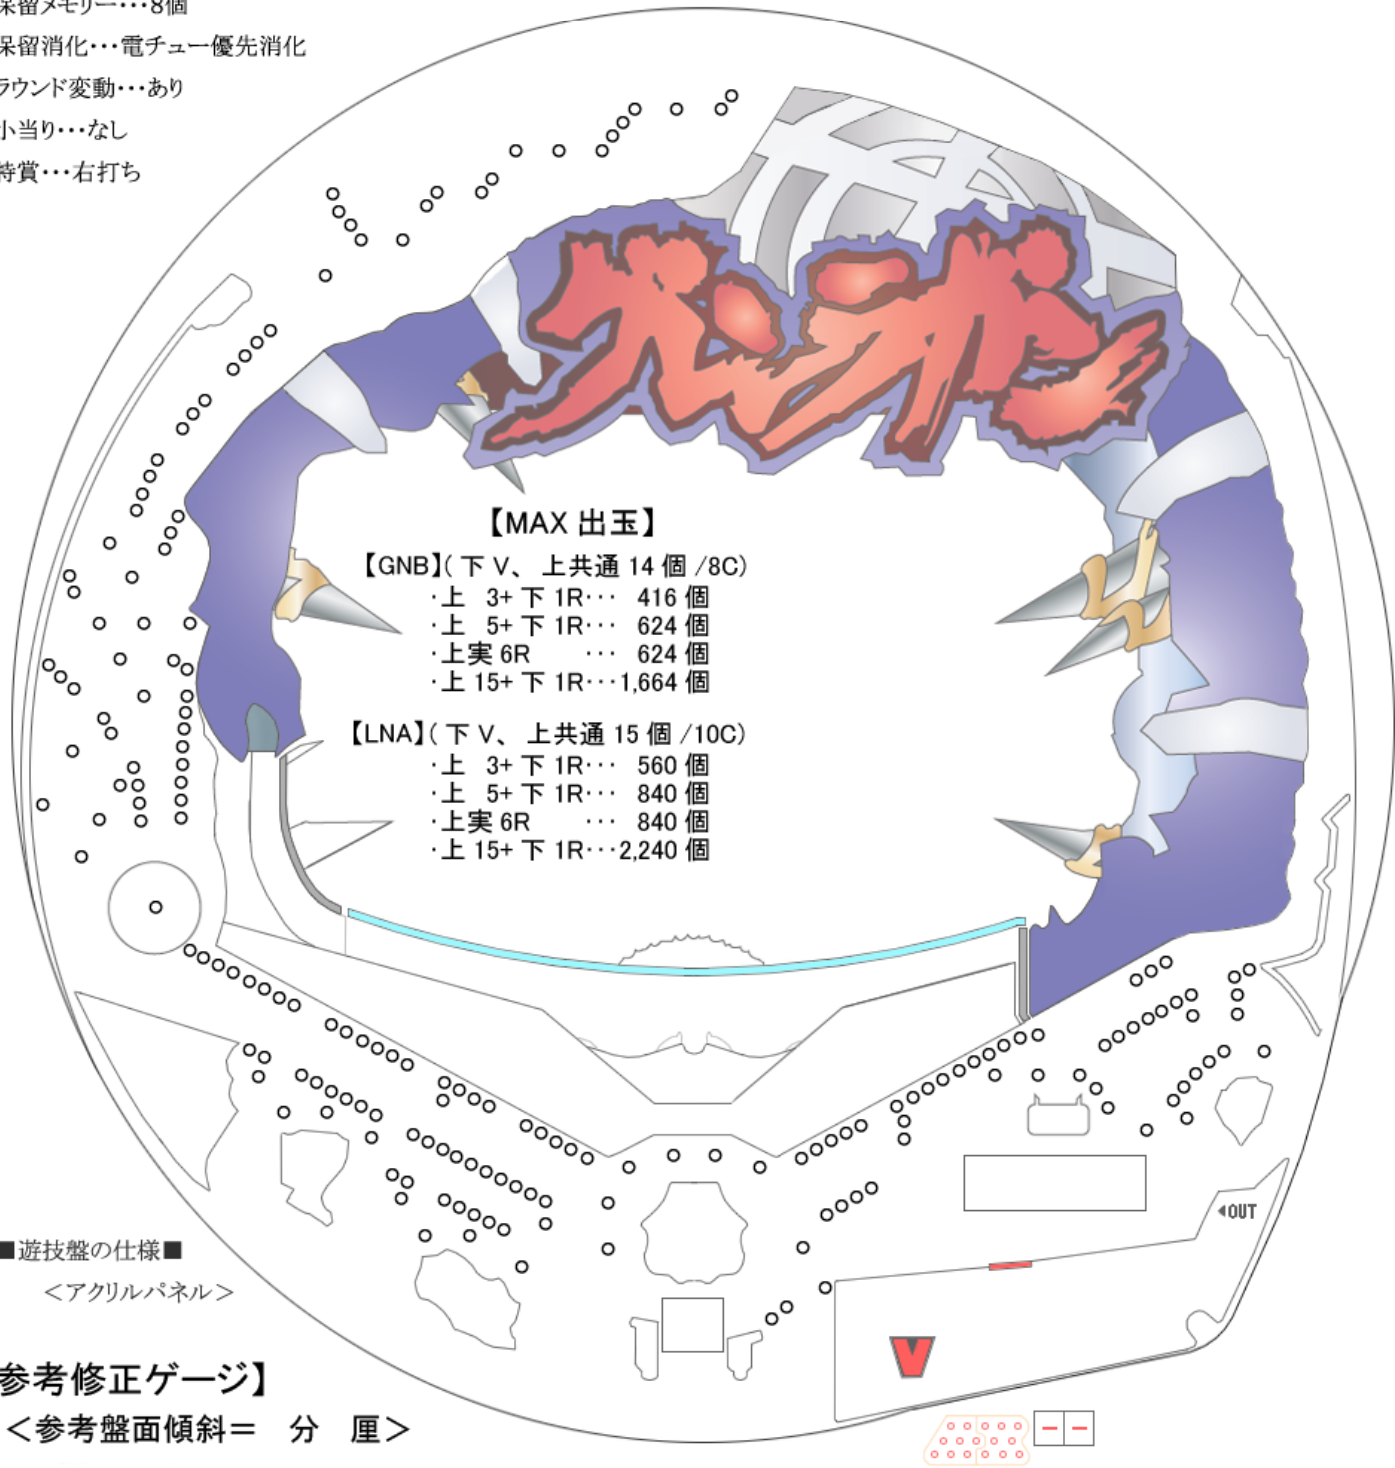 保留メモリー・・・8個
保留消化・・・電チュー優先消化
ラウンド変動・・・あり
小当り・・・なし
特賞・・・右打ち
【MAX 出玉】
【GNB】( 下 V、 上共通 14 個 /8C)
・上 3+ 下 1R・・・ 416 個
・上 5+ 下 1R・・・ 624 個
・上実 6R ・・・ 624 個
・上 15+ 下 1R・・・1,664 個
【LNA】( 下 V、 上共通 15 個 /10C)
・上 3+ 下 1R・・・ 560 個
・上 5+ 下 1R・・・ 840 個
・上実 6R ・・・ 840 個
・上 15+ 下 1R・・・2,240 個
◀OUT
■遊技盤の仕様■
＜アクリルパネル＞
V
参考修正ゲージ】
＜参考盤面傾斜＝ 分 厘＞